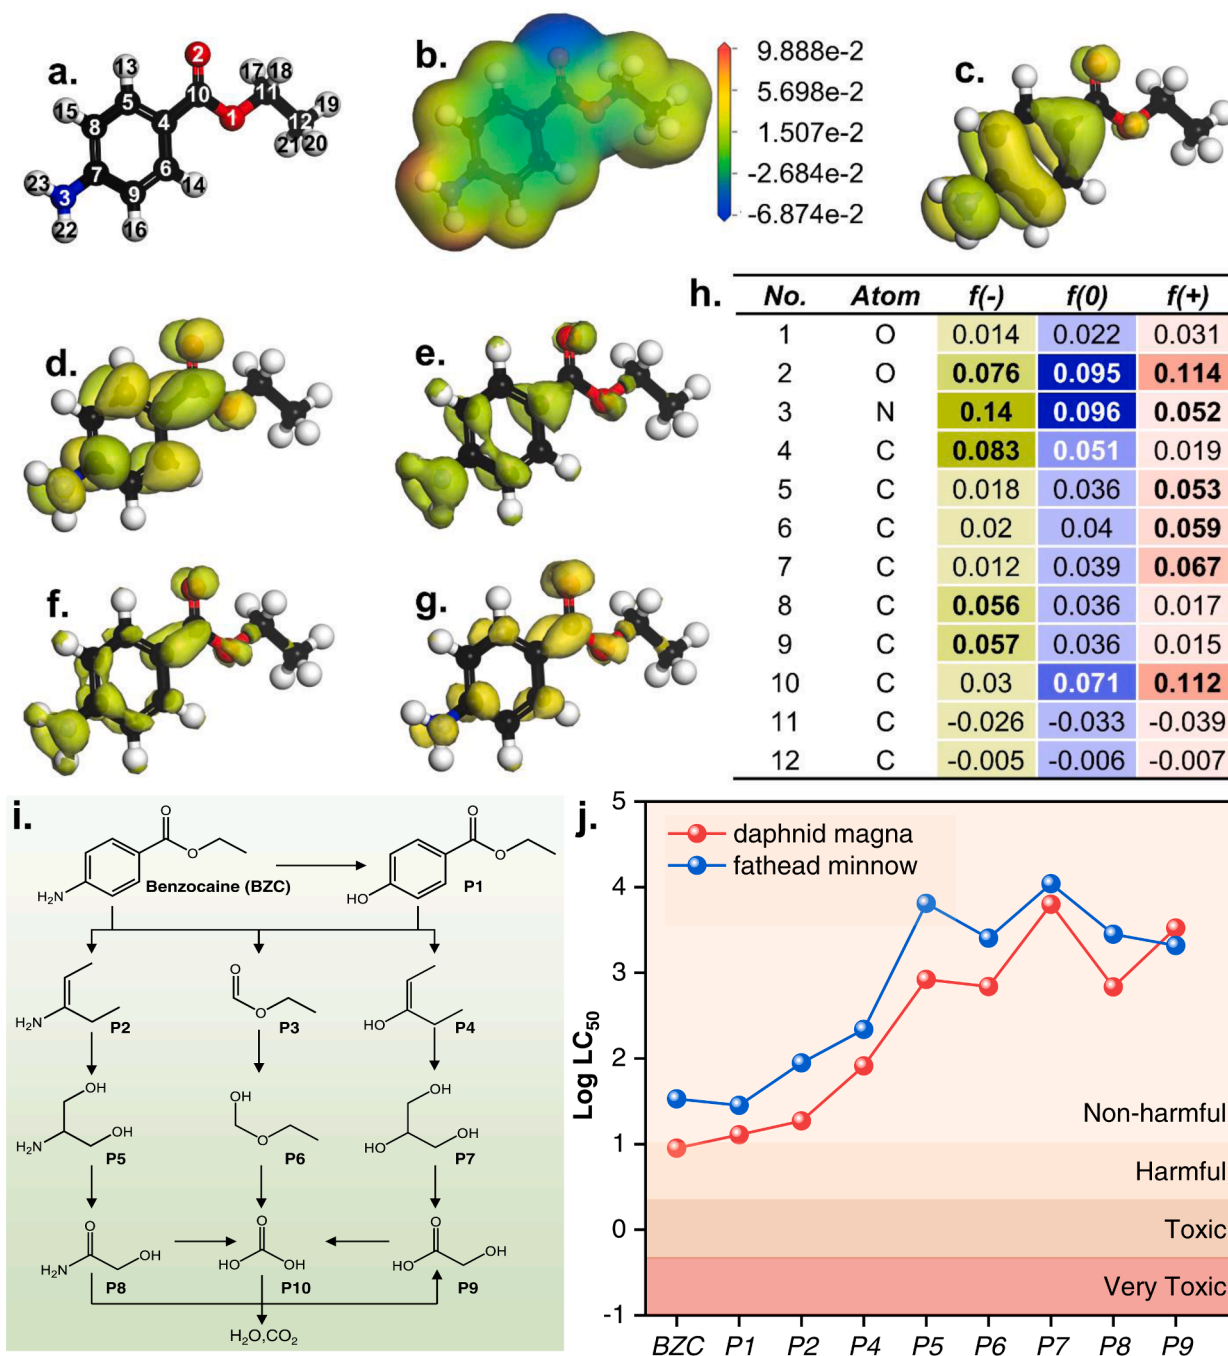 a.
13
2
17
18
5
10
11
19
15
1
8
4
12
21
20
7
6
23
3
9
14
22
16
b.
9.888e-2
5.698e-2
1.507e-2
-2.684e-2
-6.874e-2
c.
d.
e.
f.
g.
h.
No. Atom f(-) f(0) f(+)
1 O 0.014 0.022 0.031
2 O 0.076 0.095 0.114
3 N 0.14 0.096 0.052
4 C 0.083 0.051 0.019
5 C 0.018 0.036 0.053
6 C 0.02 0.04 0.059
7 C 0.012 0.039 0.067
8 C 0.056 0.036 0.017
9 C 0.057 0.036 0.015
10 C 0.03 0.071 0.112
11 C -0.026 -0.033 -0.039
12 C -0.005 -0.006 -0.007
i.
O
O
H₂N
Benzocaine (BZC)
O
O
HO
P1
H₂N
P2
O
O
P3
HO
P4
OH
OH
H₂N
P5
OH
O
P6
OH
OH
HO
P7
O
OH
H₂N
P8
O
HO OH
P10
O
OH
HO
P9
H₂O,CO₂
j.
daphnid magna
fathead minnow
Log LC₅₀
5
4
3
2
1
0
-1
Non-harmful
Harmful
Toxic
Very Toxic
BZC P1 P2 P4 P5 P6 P7 P8 P9